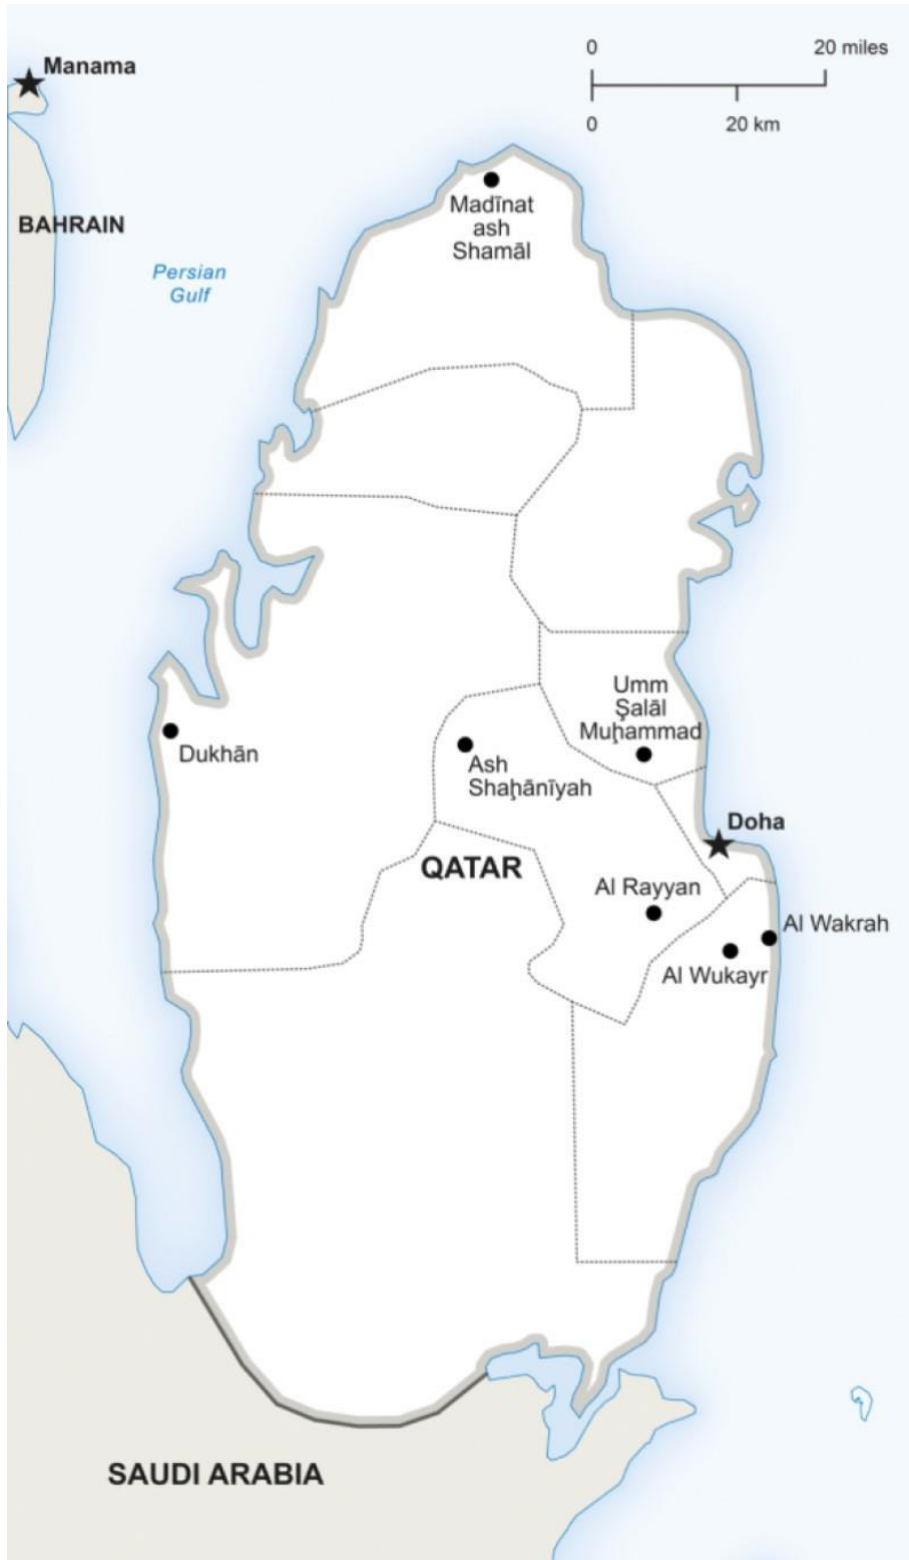 Manama
0 20 miles
0 20 km
BAHRAIN
Persian
Gulf
Madīnat
ash
Shamāl
Umm
Şalāl
Muḩammad
Dukhān
Ash
Shaḩānīyah
Doha
QATAR
Al Rayyan
Al Wakrah
Al Wukayr
SAUDI ARABIA